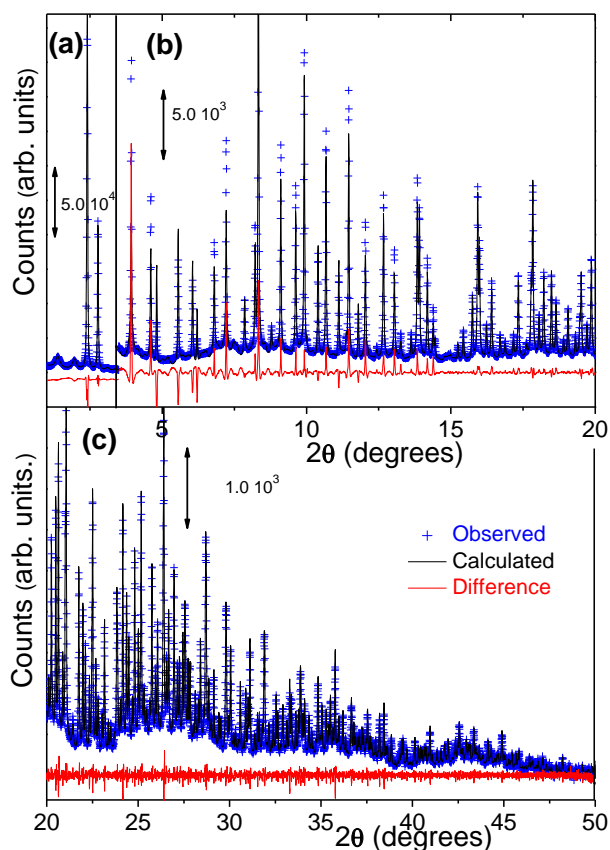 (a)
(b)
Counts (arb. units)
5.0 10⁴
5.0 10³
5
10
15
20
2θ (degrees)
(c)
1.0 10³
Counts (arb. units.)
Observed
Calculated
Difference
20
25
30
35
40
45
50
2θ (degrees)